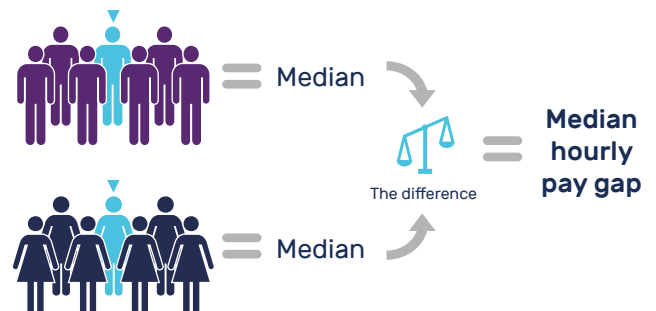 Median
The difference
Median
hourly
pay gap
Median